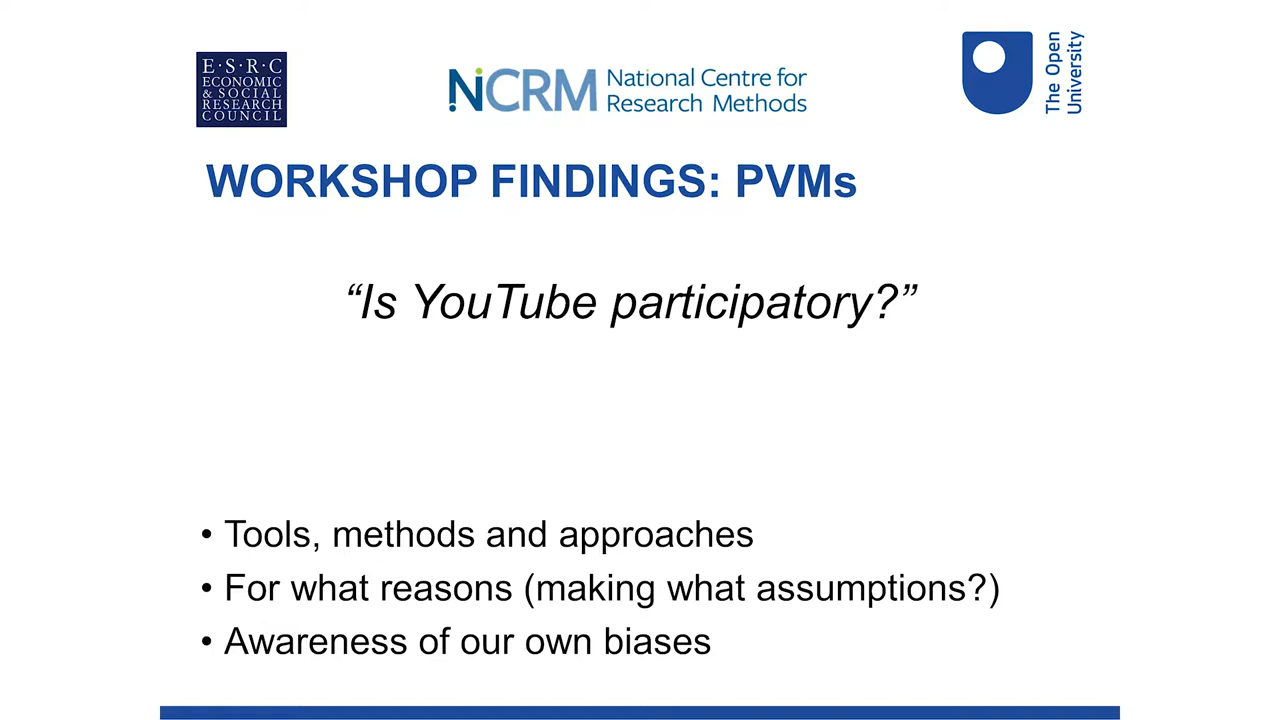 E·S·R·C
ECONOMIC
& SOCIAL
RESEARCH
COUNCIL
NCRM National Centre for
Research Methods
The Open
University
WORKSHOP FINDINGS: PVMs
“Is YouTube participatory?”
• Tools, methods and approaches
• For what reasons (making what assumptions?)
• Awareness of our own biases